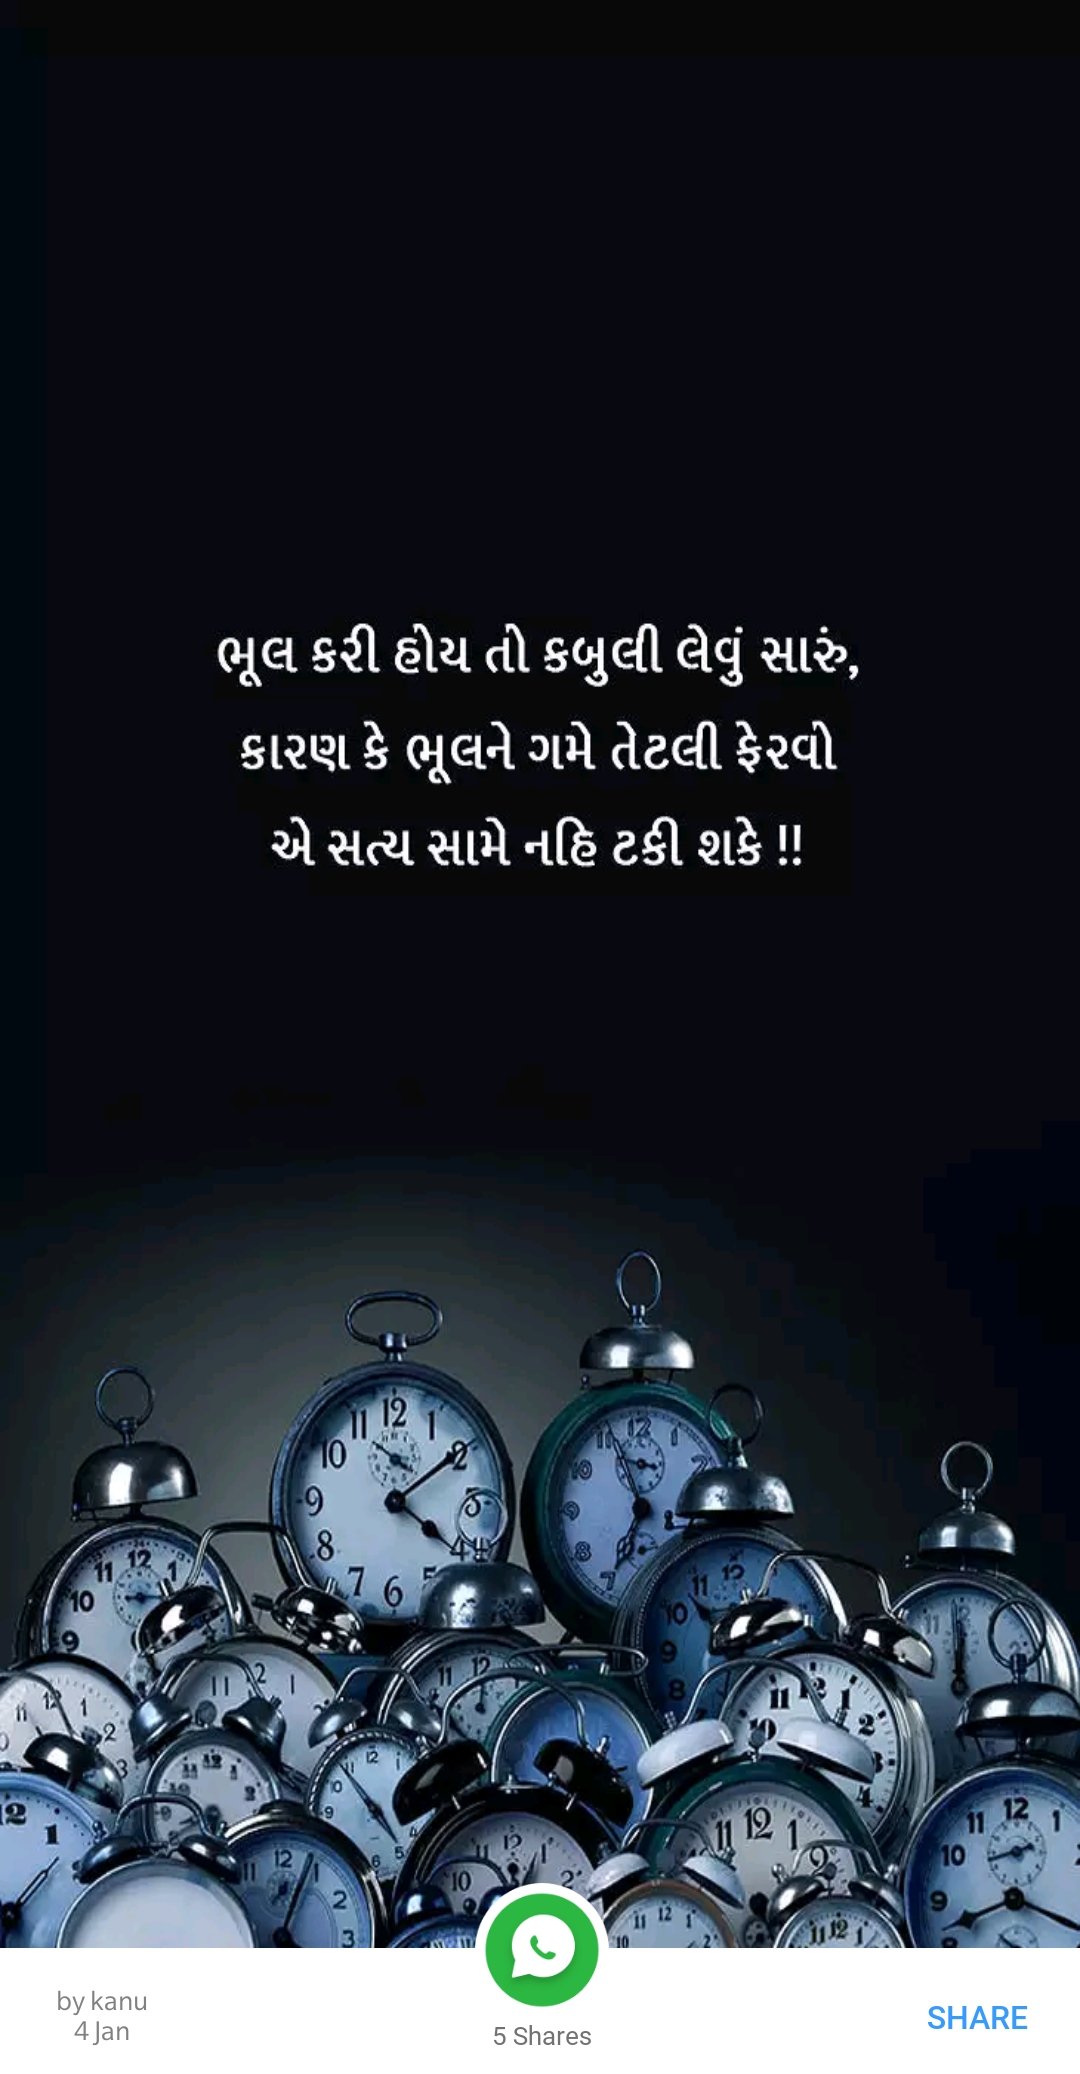 ભૂલ કરી હોય તો કબુલી લેવું સારું,
કારણ કે ભૂલને ગમે તેટલી ફેરવો
એ સત્ય સામે નહિ ટકી શકે !!
by kanu
4 Jan
5 Shares
SHARE